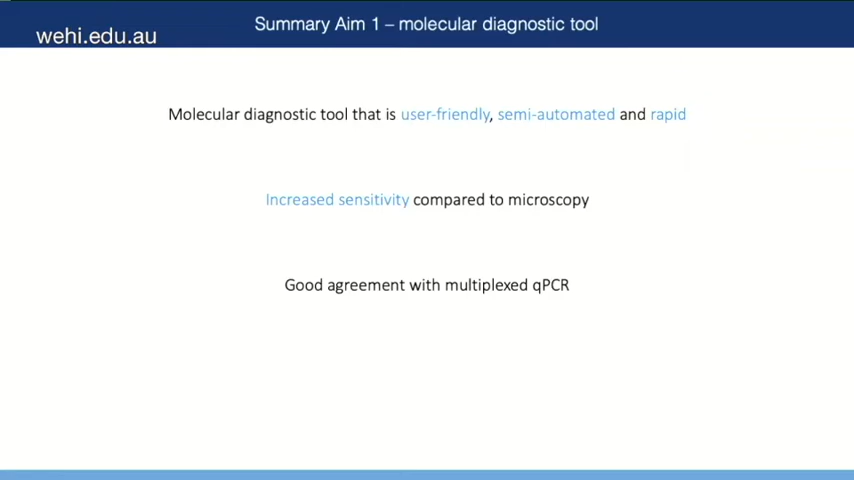 Summary Aim 1 – molecular diagnostic tool
wehi.edu.au
Molecular diagnostic tool that is user-friendly, semi-automated and rapid
Increased sensitivity compared to microscopy
Good agreement with multiplexed qPCR